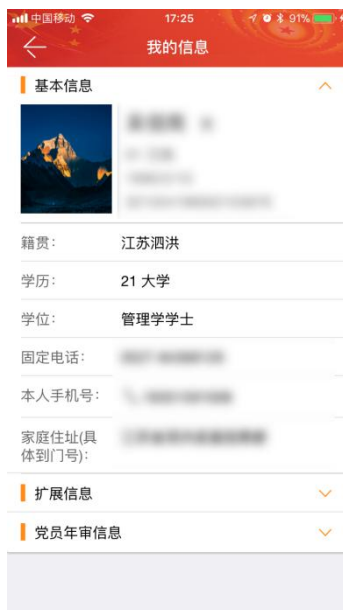 中国移动 17:25 91%
我的信息
基本信息
籍贯: 江苏泗洪
学历: 21 大学
学位: 管理学学士
固定电话:
本人手机号:
家庭住址(具
体到门号):
扩展信息
党员年审信息